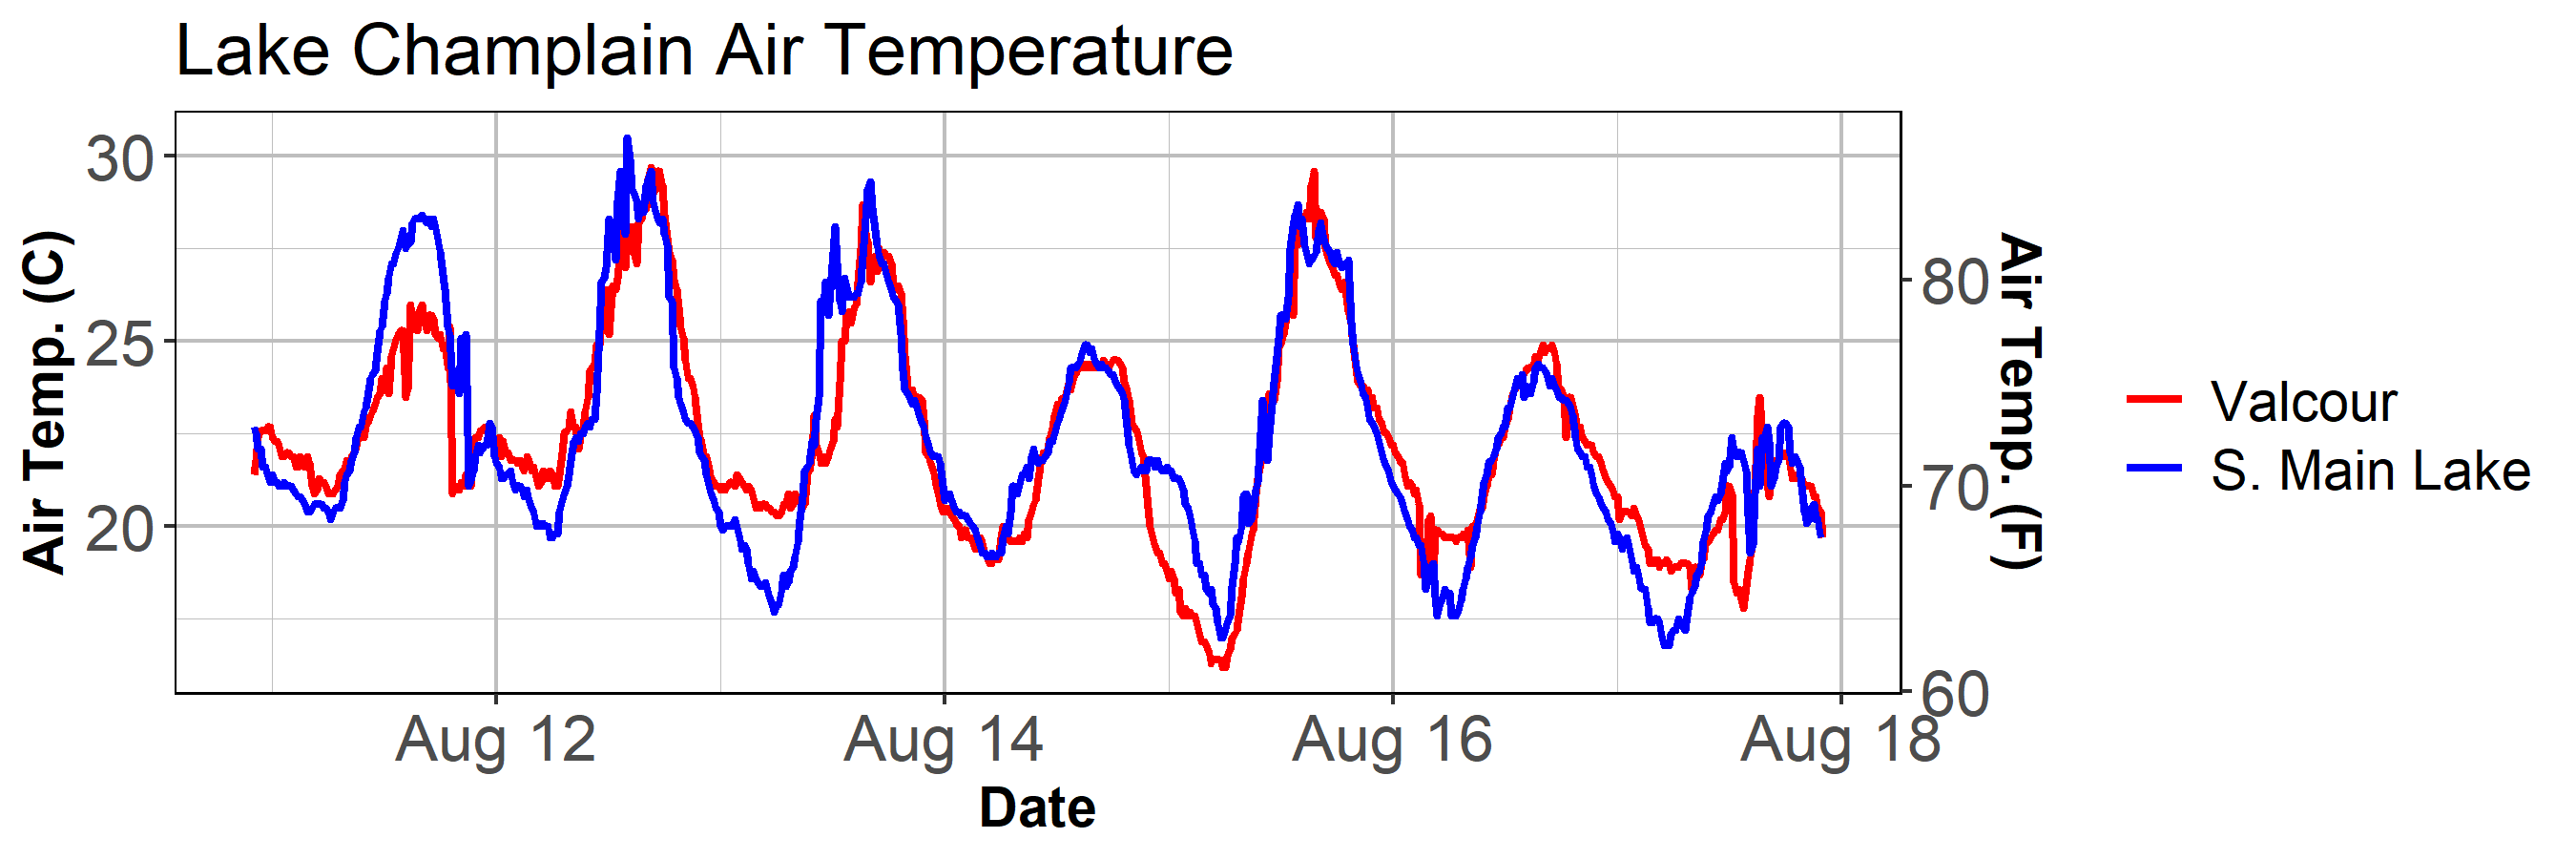 Lake Champlain Air Temperature
Air Temp. (C)
30
25
20
Air Temp. (F)
80
70
60
Aug 12
Aug 14
Aug 16
Aug 18
Date
Valcour
S. Main Lake